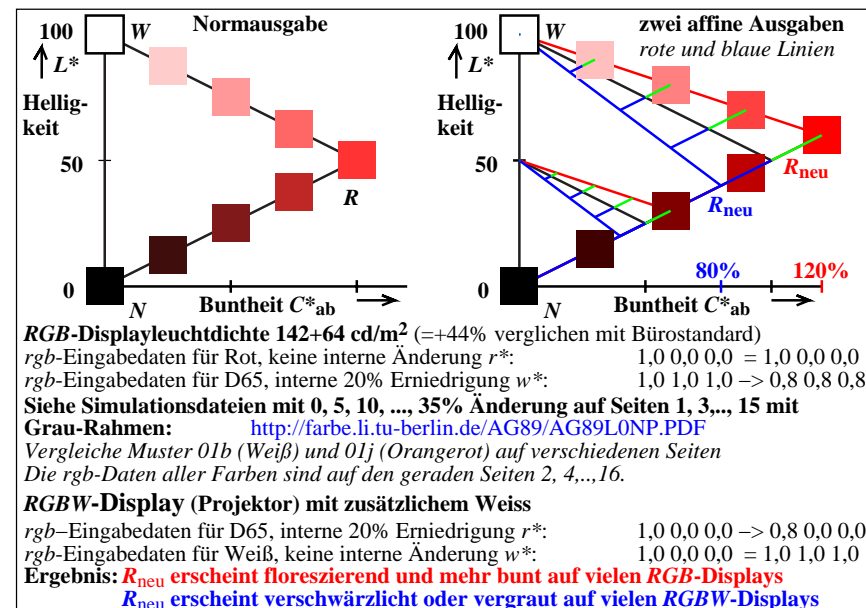 Normausgabe
100
W
L*
Hellig-
keit
50
R
0
N
Buntheit C*ab
zwei affine Ausgaben
rote und blaue Linien
100
W
L*
Hellig-
keit
50
Rneu
Rneu
80%
120%
0
N
Buntheit C*ab
RGB-Displayleuchtdichte 142+64 cd/m2 (=+44% verglichen mit Bürostandard)
rgb-Eingabedaten für Rot, keine interne Änderung r*: 1,0 0,0 0,0 = 1,0 0,0 0,0
rgb-Eingabedaten für D65, interne 20% Erniedrigung w*: 1,0 1,0 1,0 –> 0,8 0,8 0,8
Siehe Simulationsdateien mit 0, 5, 10, ..., 35% Änderung auf Seiten 1, 3,.., 15 mit
Grau-Rahmen: http://farbe.li.tu-berlin.de/AG89/AG89L0NP.PDF
Vergleiche Muster 01b (Weiß) und 01j (Orangerot) auf verschiedenen Seiten
Die rgb-Daten aller Farben sind auf den geraden Seiten 2, 4,..,16.
RGBW-Display (Projektor) mit zusätzlichem Weiss
rgb–Eingabedaten für D65, interne 20% Erniedrigung r*: 1,0 0,0 0,0 –> 0,8 0,0 0,0
rgb-Eingabedaten für Weiß, keine interne Änderung w*: 1,0 0,0 0,0 = 1,0 1,0 1,0
Ergebnis: Rneu erscheint floreszierend und mehr bunt auf vielen RGB-Displays
Rneu erscheint verschwärzlicht oder vergraut auf vielen RGBW-Displays